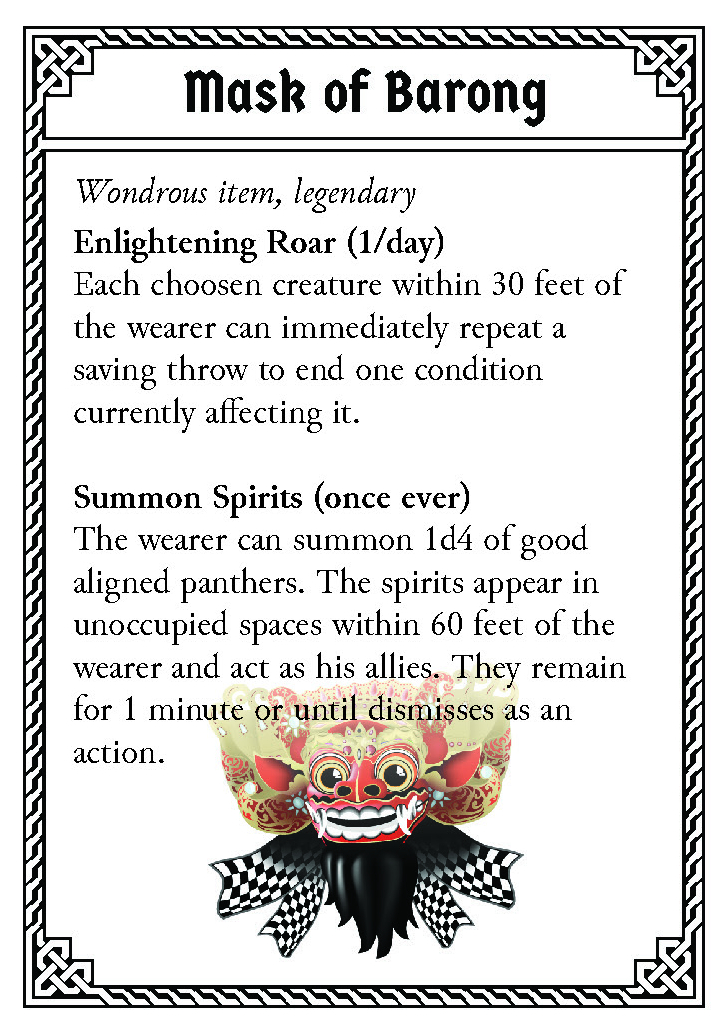 Mask of Barong
Wondrous item, legendary
Enlightening Roar (1/day)
Each choosen creature within 30 feet of
the wearer can immediately repeat a
saving throw to end one condition
currently affecting it.
Summon Spirits (once ever)
The wearer can summon 1d4 of good
aligned panthers. The spirits appear in
unoccupied spaces within 60 feet of the
wearer and act as his allies. They remain
for 1 minute or until dismisses as an
action.